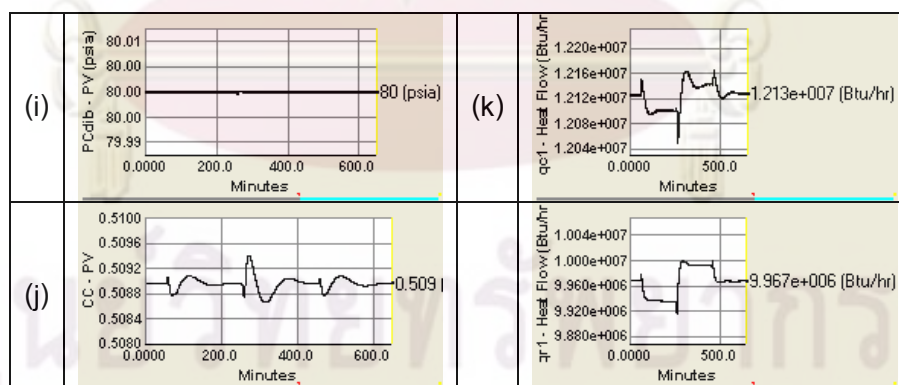 (i)
PCdib - PV (psia)
80.01
80.00
80.00
80.00
79.99
80 (psia)
0.0000 200.0 400.0 600.0
Minutes
(k)
qc1 - Heat Flow (Btu/hr
1.220e+007
1.216e+007
1.212e+007
1.208e+007
1.204e+007
1.213e+007 (Btu/hr)
0.0000 500.0
Minutes
(j)
CC - PV
0.5100
0.5096
0.5092
0.5088
0.5084
0.5080
0.509
0.0000 200.0 400.0 600.0
Minutes
(l)
qr1 - Heat Flow (Btu/hr
1.004e+007
1.000e+007
9.960e+006
9.920e+006
9.880e+006
9.967e+006 (Btu/hr)
0.0000 500.0
Minutes